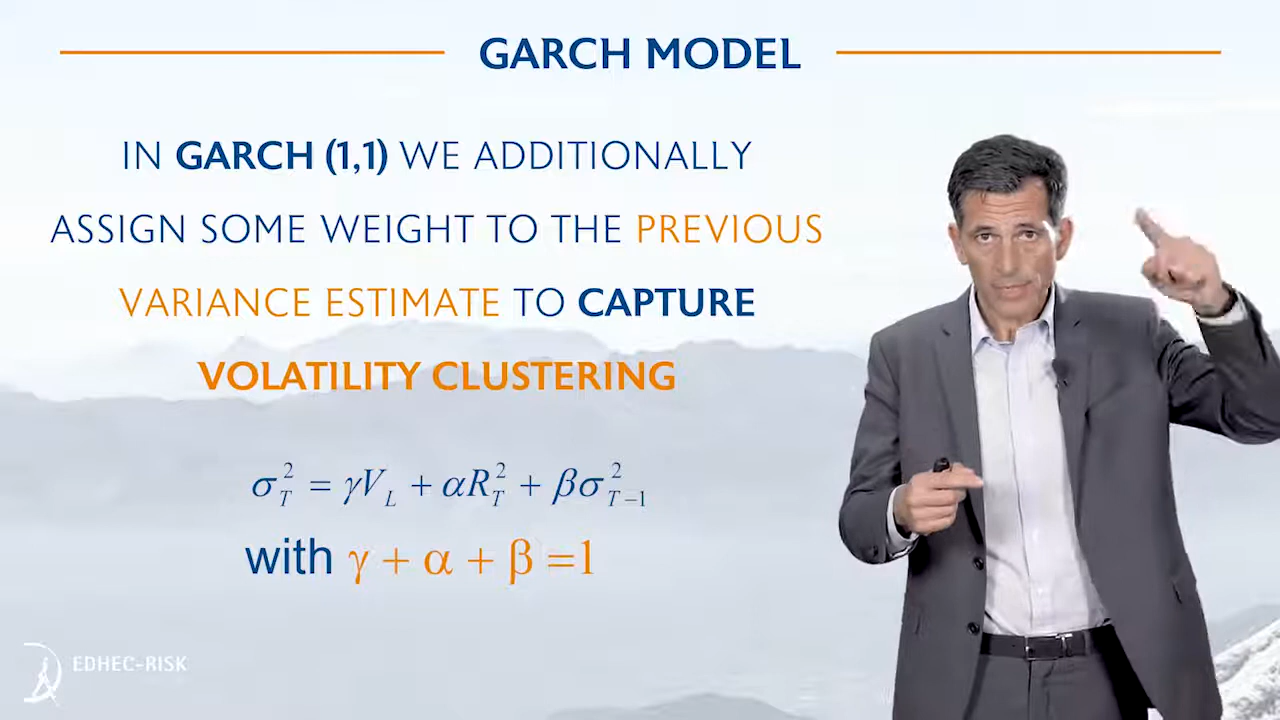 GARCH MODEL
IN GARCH (1,1) WE ADDITIONALLY
ASSIGN SOME WEIGHT TO THE PREVIOUS
VARIANCE ESTIMATE TO CAPTURE
VOLATILITY CLUSTERING
σ_T^2 = γV_L + αR_T^2 + βσ_{T-1}^2
with γ + α + β =1
EDHEC-RISK